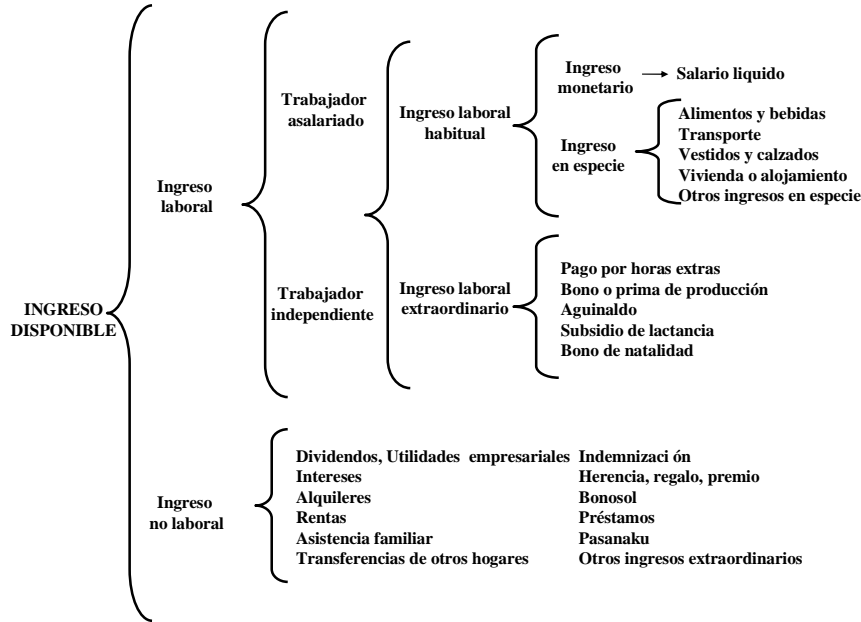 INGRESO
DISPONIBLE
Ingreso
laboral
Trabajador
asalariado
Trabajador
independiente
Ingreso laboral
habitual
Ingreso
monetario
Salario liquido
Ingreso
en especie
Alimentos y bebidas
Transporte
Vestidos y calzados
Vivienda o alojamiento
Otros ingresos en especie
Ingreso laboral
extraordinario
Pago por horas extras
Bono o prima de producción
Aguinaldo
Subsidio de lactancia
Bono de natalidad
Ingreso
no laboral
Dividendos, Utilidades empresariales
Intereses
Alquileres
Rentas
Asistencia familiar
Transferencias de otros hogares
Indemnizaci ón
Herencia, regalo, premio
Bonosol
Préstamos
Pasanaku
Otros ingresos extraordinarios